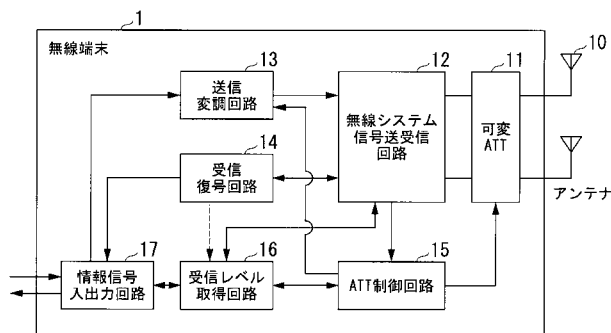 1
無線端末
13
送信
変調回路
12
無線システム
信号送受信
回路
11
可変
ATT
10
アンテナ
14
受信
復号回路
17
情報信号
入出力回路
16
受信レベル
取得回路
15
ATT制御回路